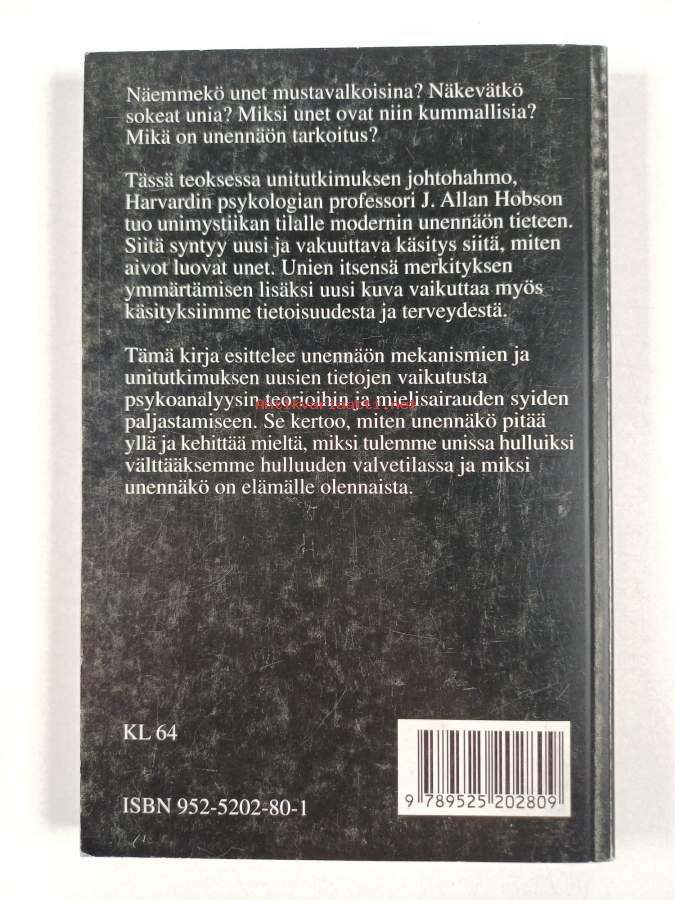 Näemmekö unet mustavalkoisina? Näkevätkö
sokeat unia? Miksi unet ovat niin kummallisia?
Mikä on unennäön tarkoitus?
Tässä teoksessa unitutkimuksen johtohahmo,
Harvardin psykologian professori J. Allan Hobson
tuo unimystiikan tilalle modernin unennäön tieteen.
Siitä syntyy uusi ja vakuuttava käsitys siitä, miten
aivot luovat unet. Unien itsensä merkityksen
ymmärtämisen lisäksi uusi kuva vaikuttaa myös
käsityksiimme tietoisuudesta ja terveydestä.
Tämä kirja esittelee unennäön mekanismien ja
unitutkimuksen uusien tietojen vaikutusta
psykoanalyysin teorioihin ja mielisairauden syiden
Antikvariaatti.net
paljastamiseen. Se kertoo, miten unennäkö pitää
yllä ja kehittää mieltä, miksi tulemme unissa hulluiksi
välttääksemme hulluuden valvetilassa ja miksi
unennäkö on elämälle olennaista.
KL 64
ISBN 952-5202-80-1
9 789525 202809